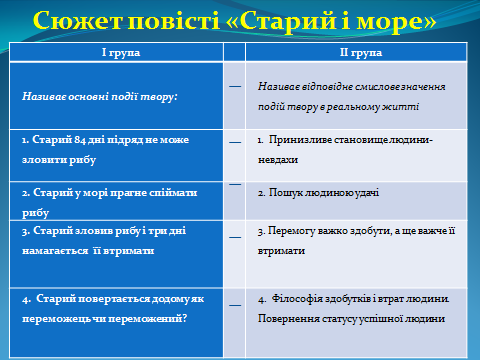 Сюжет повісті «Старий і море»
І група
ІІ група
Називає основні події твору:
—
Називає відповідне смислове значення
подій твору в реальному житті
1. Старий 84 дні підряд не може
зловити рибу
—
1. Принизливе становище людини-
невдахи
2. Старий у морі прагне спіймати
рибу
—
2. Пошук людиною удачі
3. Старий зловив рибу і три дні
намагається її втримати
—
3. Перемогу важко здобути, а ще важче її
втримати
4. Старий повертається додому як
переможець чи переможений?
—
4. Філософія здобутків і втрат людини.
Повернення статусу успішної людини